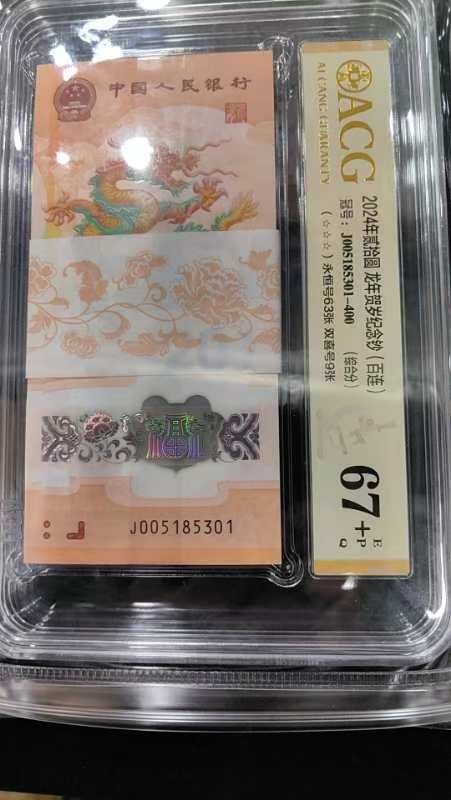 中国人民银行
J005185301
ACG
AI CANG GUARANTY
2024年贰拾圆 龙年贺岁纪念钞（百连）
冠号：J005185301-400
（☆☆☆）永恒号63张 双喜号9张
（综合分）
67+
E
P
Q